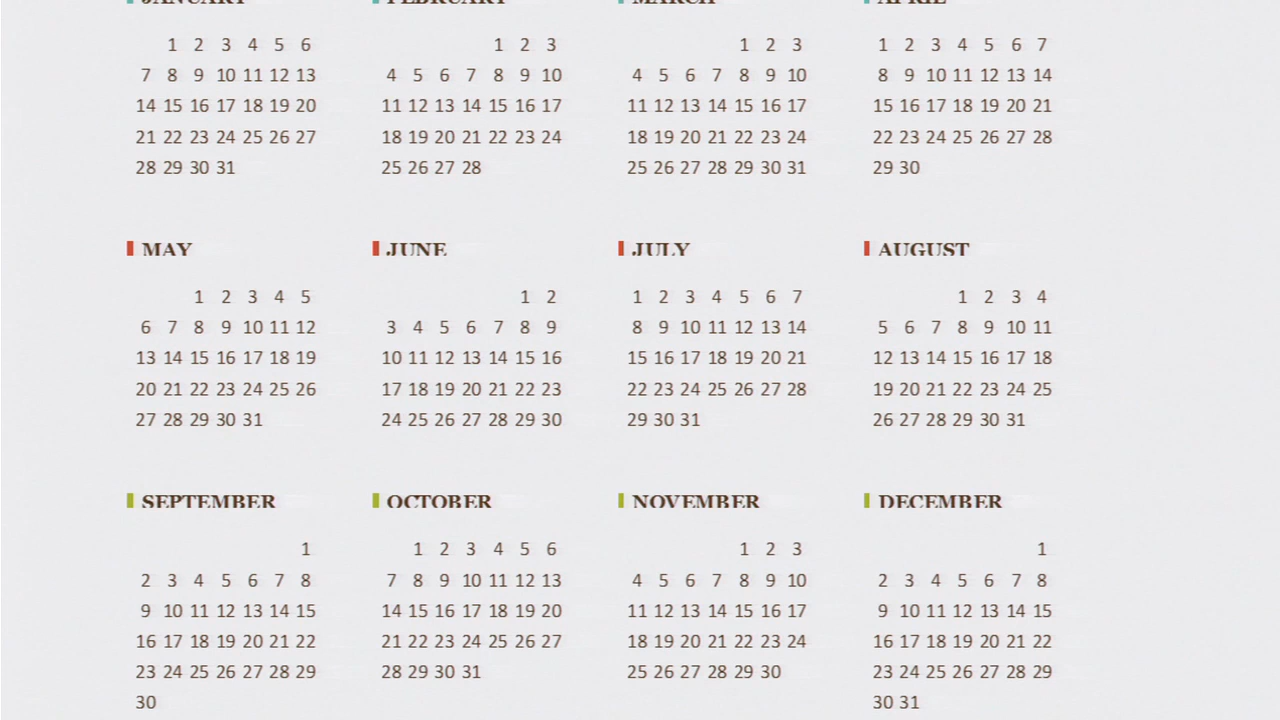 JANUARY FEBRUARY MARCH APRIL
1 2 3 4 5 6 1 2 3 1 2 3 1 2 3 4 5 6 7
7 8 9 10 11 12 13 4 5 6 7 8 9 10 4 5 6 7 8 9 10 8 9 10 11 12 13 14
14 15 16 17 18 19 20 11 12 13 14 15 16 17 11 12 13 14 15 16 17 15 16 17 18 19 20 21
21 22 23 24 25 26 27 18 19 20 21 22 23 24 18 19 20 21 22 23 24 22 23 24 25 26 27 28
28 29 30 31 25 26 27 28 25 26 27 28 29 30 31 29 30
MAY JUNE JULY AUGUST
1 2 3 4 5 1 2 1 2 3 4 5 6 7 1 2 3 4
6 7 8 9 10 11 12 3 4 5 6 7 8 9 8 9 10 11 12 13 14 5 6 7 8 9 10 11
13 14 15 16 17 18 19 10 11 12 13 14 15 16 15 16 17 18 19 20 21 12 13 14 15 16 17 18
20 21 22 23 24 25 26 17 18 19 20 21 22 23 22 23 24 25 26 27 28 19 20 21 22 23 24 25
27 28 29 30 31 24 25 26 27 28 29 30 29 30 31 26 27 28 29 30 31
SEPTEMBER OCTOBER NOVEMBER DECEMBER
1 1 2 3 4 5 6 1 2 3 1
2 3 4 5 6 7 8 7 8 9 10 11 12 13 4 5 6 7 8 9 10 2 3 4 5 6 7 8
9 10 11 12 13 14 15 14 15 16 17 18 19 20 11 12 13 14 15 16 17 9 10 11 12 13 14 15
16 17 18 19 20 21 22 21 22 23 24 25 26 27 18 19 20 21 22 23 24 16 17 18 19 20 21 22
23 24 25 26 27 28 29 28 29 30 31 25 26 27 28 29 30 23 24 25 26 27 28 29
30 30 31